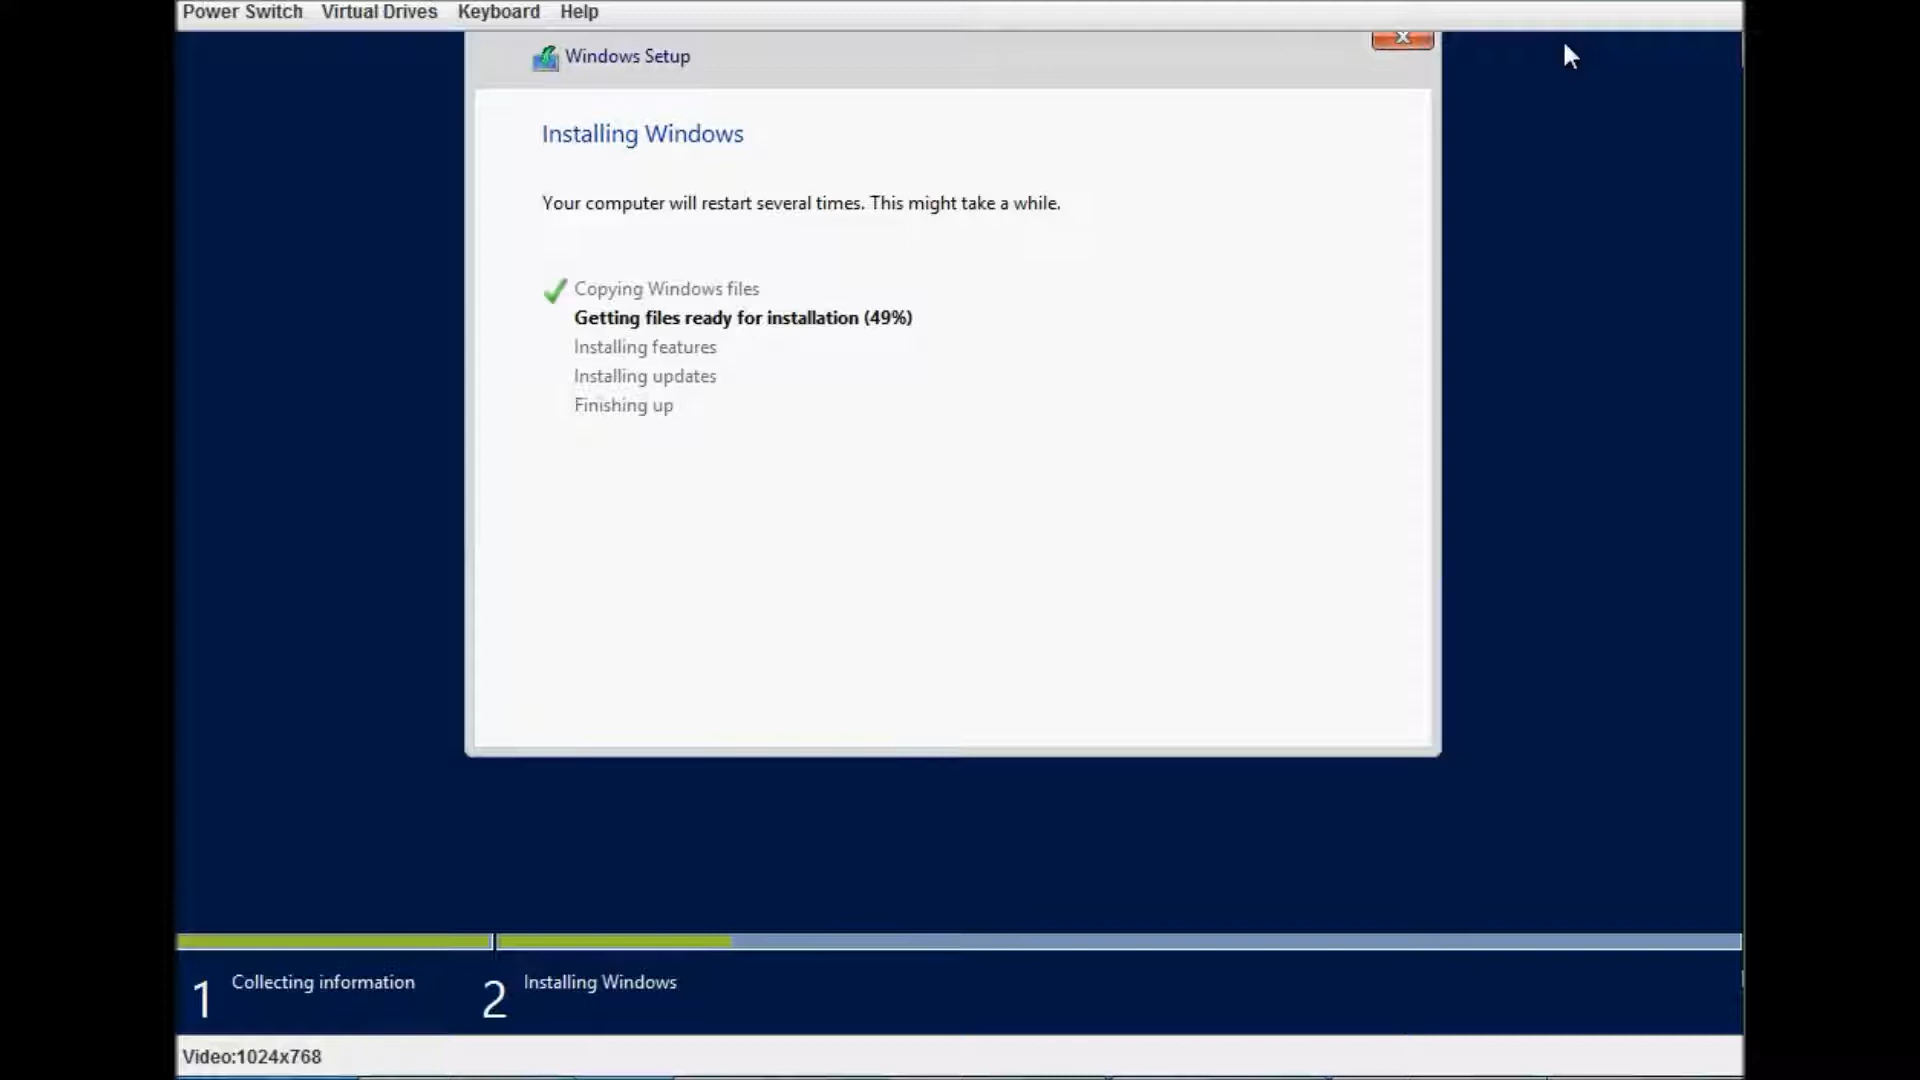 Power Switch Virtual Drives Keyboard Help
Windows Setup
x
Installing Windows
Your computer will restart several times. This might take a while.
Copying Windows files
Getting files ready for installation (49%)
Installing features
Installing updates
Finishing up
1 Collecting information 2 Installing Windows
Video:1024x768